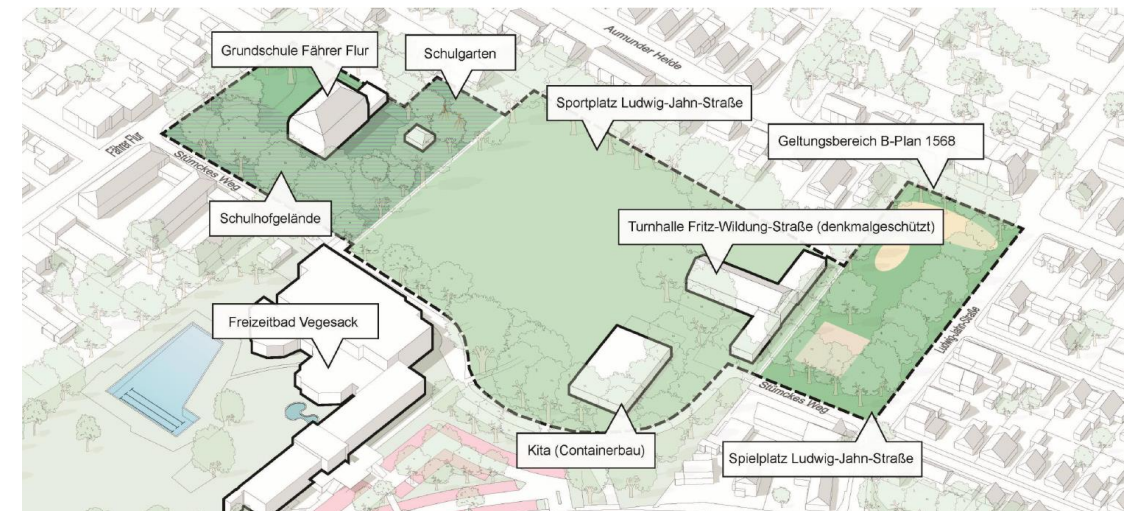 Aumunder Heide
Grundschule Fährer Flur
Schulgarten
Sportplatz Ludwig-Jahn-Straße
Geltungsbereich B-Plan 1568
Fährer Flur
Stümckes Weg
Schulhofgelände
Turnhalle Fritz-Wildung-Straße (denkmalgeschützt)
Freizeitbad Vegesack
Ludwig-Jahn-Straße
Stümckes Weg
Kita (Containerbau)
Spielplatz Ludwig-Jahn-Straße